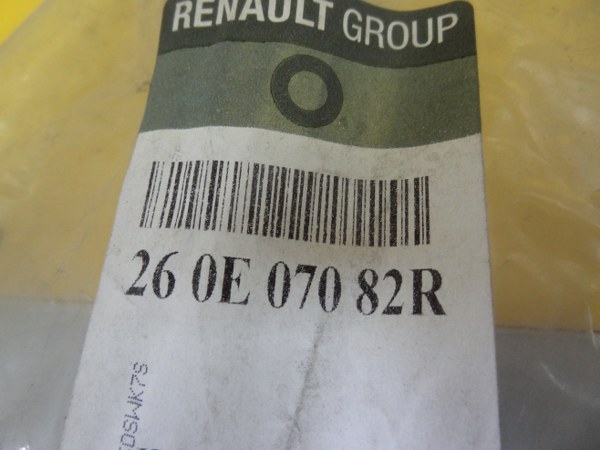 RENAULT GROUP
26 0E 070 82R